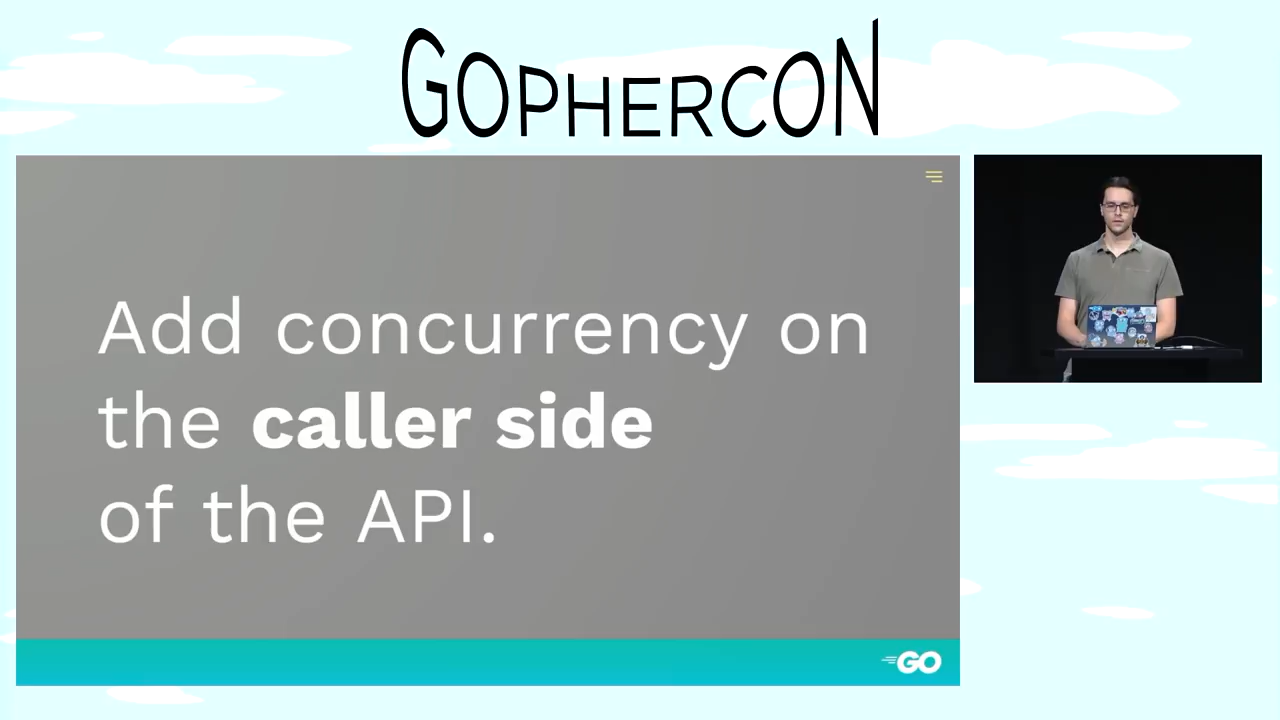 GOPHERCON
Add concurrency on
the caller side
of the API.
GO